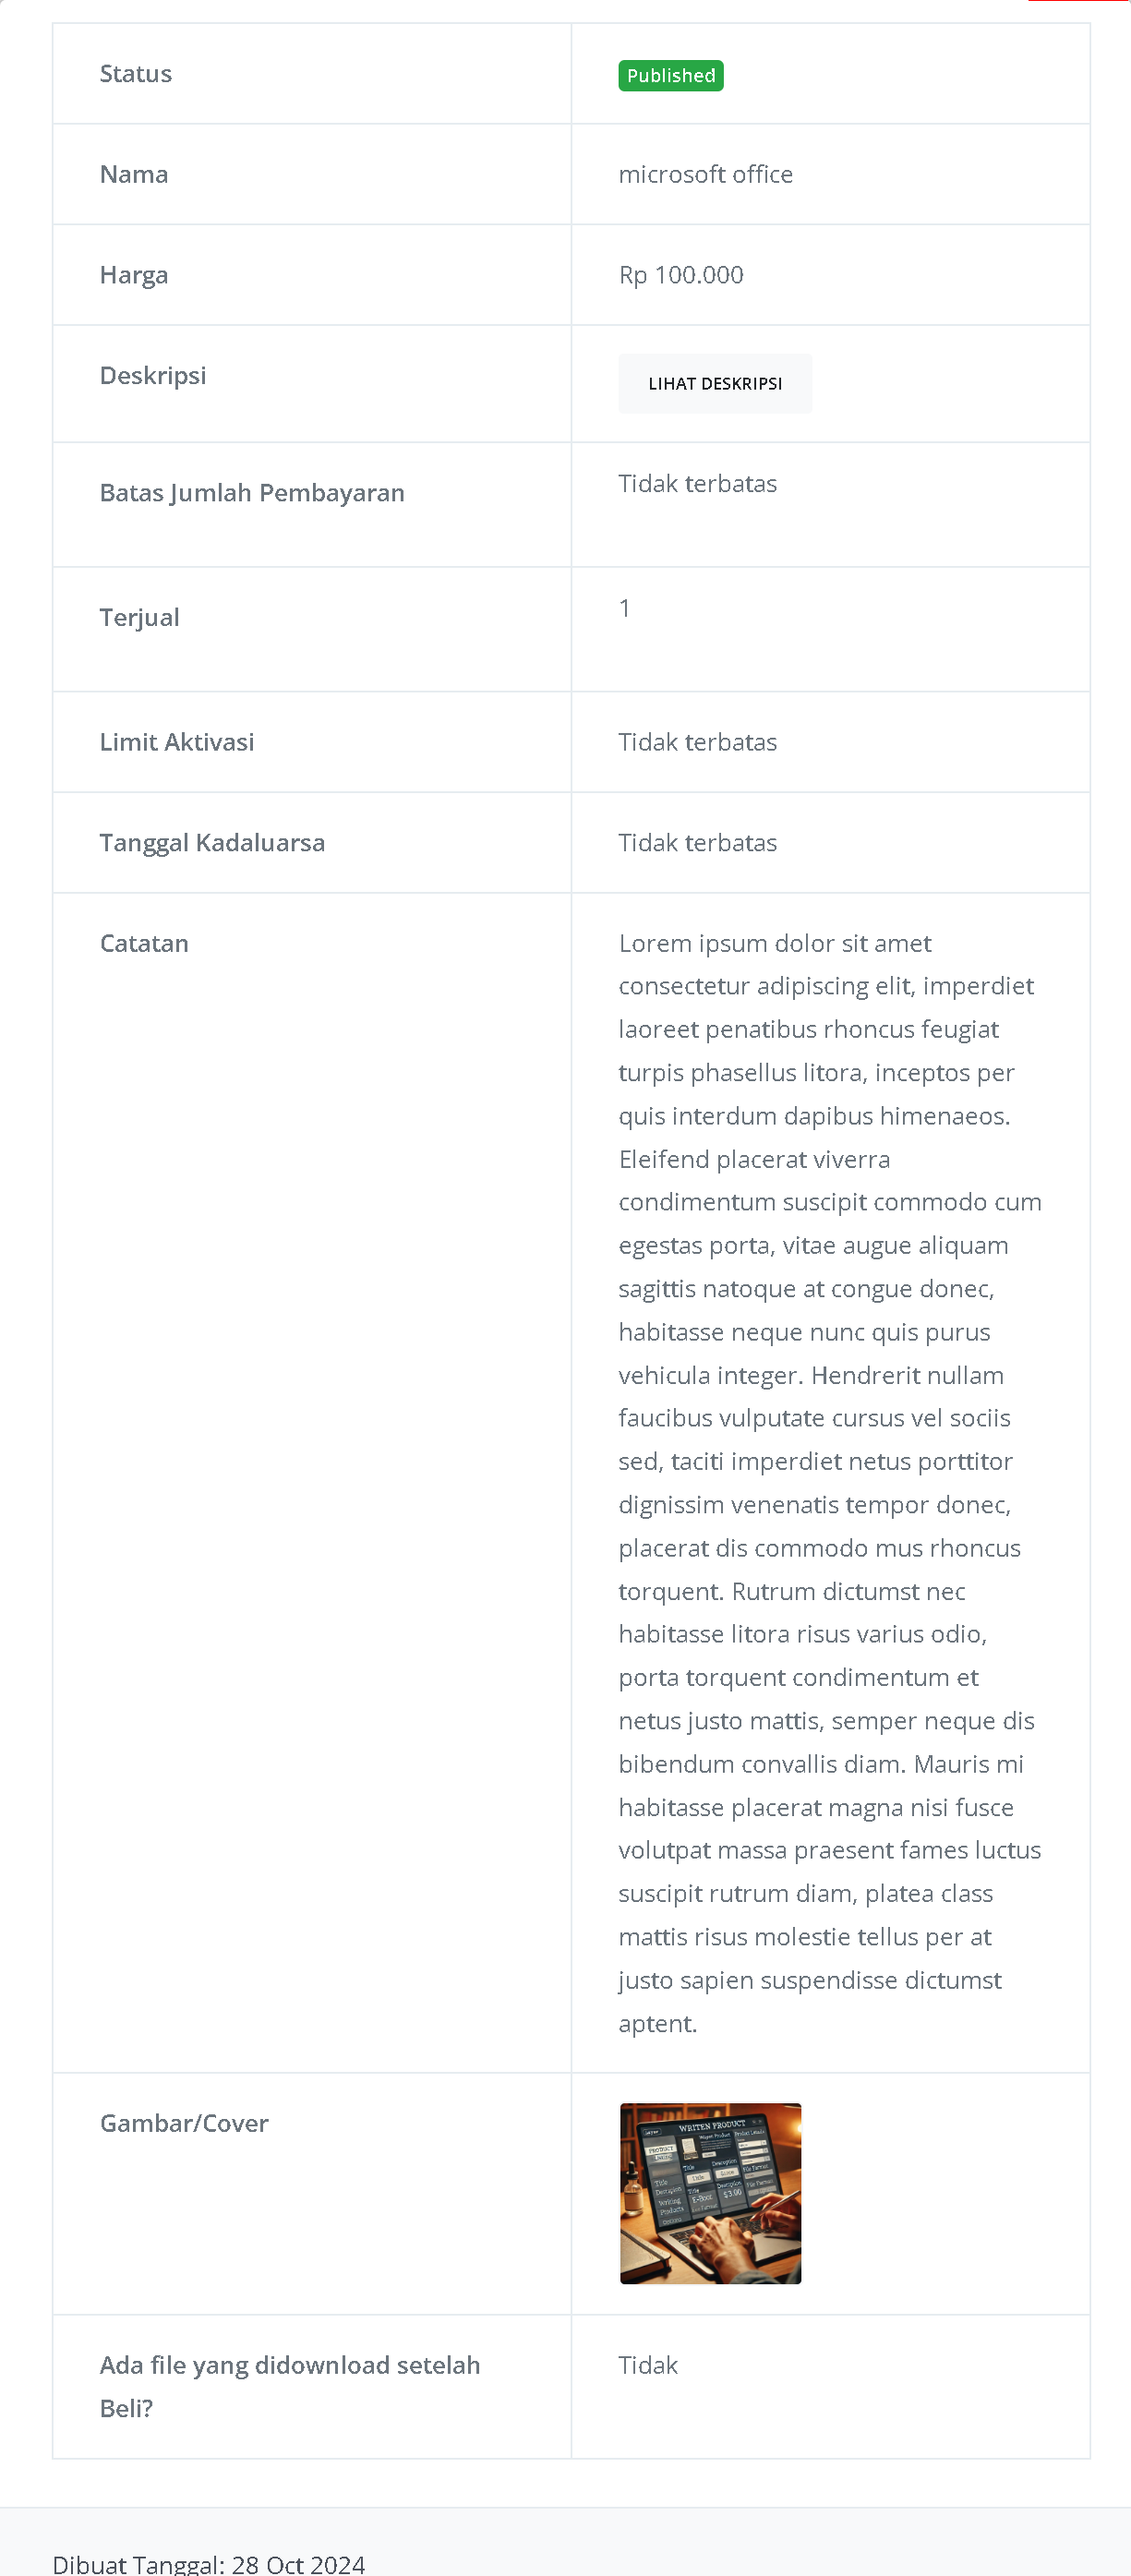 Status
Published
Nama
microsoft office
Harga
Rp 100.000
Deskripsi
LIHAT DESKRIPSI
Batas Jumlah Pembayaran
Tidak terbatas
Terjual
1
Limit Aktivasi
Tidak terbatas
Tanggal Kadaluarsa
Tidak terbatas
Catatan
Lorem ipsum dolor sit amet
consectetur adipiscing elit, imperdiet
laoreet penatibus rhoncus feugiat
turpis phasellus litora, inceptos per
quis interdum dapibus himenaeos.
Eleifend placerat viverra
condimentum suscipit commodo cum
egestas porta, vitae augue aliquam
sagittis natoque at congue donec,
habitasse neque nunc quis purus
vehicula integer. Hendrerit nullam
faucibus vulputate cursus vel sociis
sed, taciti imperdiet netus porttitor
dignissim venenatis tempor donec,
placerat dis commodo mus rhoncus
torquent. Rutrum dictumst nec
habitasse litora risus varius odio,
porta torquent condimentum et
netus justo mattis, semper neque dis
bibendum convallis diam. Mauris mi
habitasse placerat magna nisi fusce
volutpat massa praesent fames luctus
suscipit rutrum diam, platea class
mattis risus molestie tellus per at
justo sapien suspendisse dictumst
aptent.
Gambar/Cover
WRITEN PRODUCT
Ada file yang didownload setelah
Beli?
Tidak
Dibuat Tanggal: 28 Oct 2024